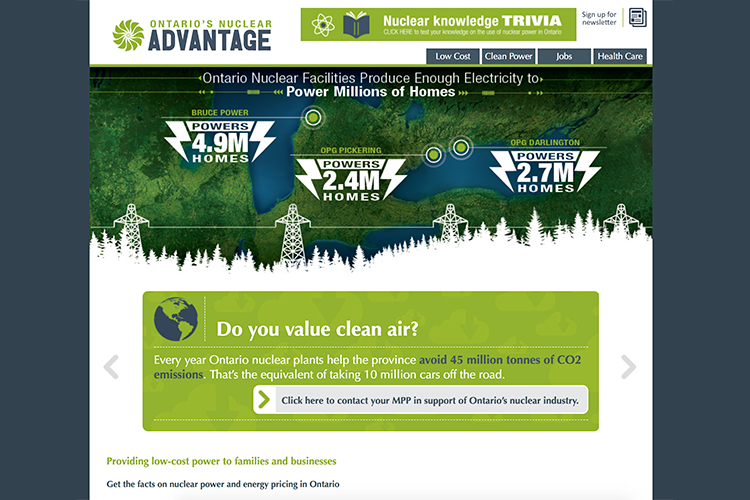 ONTARIO'S NUCLEAR
ADVANTAGE
Nuclear knowledge TRIVIA
CLICK HERE to test your knowledge on the use of nuclear power in Ontario
Sign up for
newsletter
Low Cost
Clean Power
Jobs
Health Care
Ontario Nuclear Facilities Produce Enough Electricity to
Power Millions of Homes
BRUCE POWER
POWERS
4.9M
HOMES
OPG PICKERING
POWERS
2.4M
HOMES
OPG DARLINGTON
POWERS
2.7M
HOMES
Do you value clean air?
Every year Ontario nuclear plants help the province avoid 45 million tonnes of CO2
emissions. That's the equivalent of taking 10 million cars off the road.
Click here to contact your MPP in support of Ontario's nuclear industry.
Providing low-cost power to families and businesses
Get the facts on nuclear power and energy pricing in Ontario